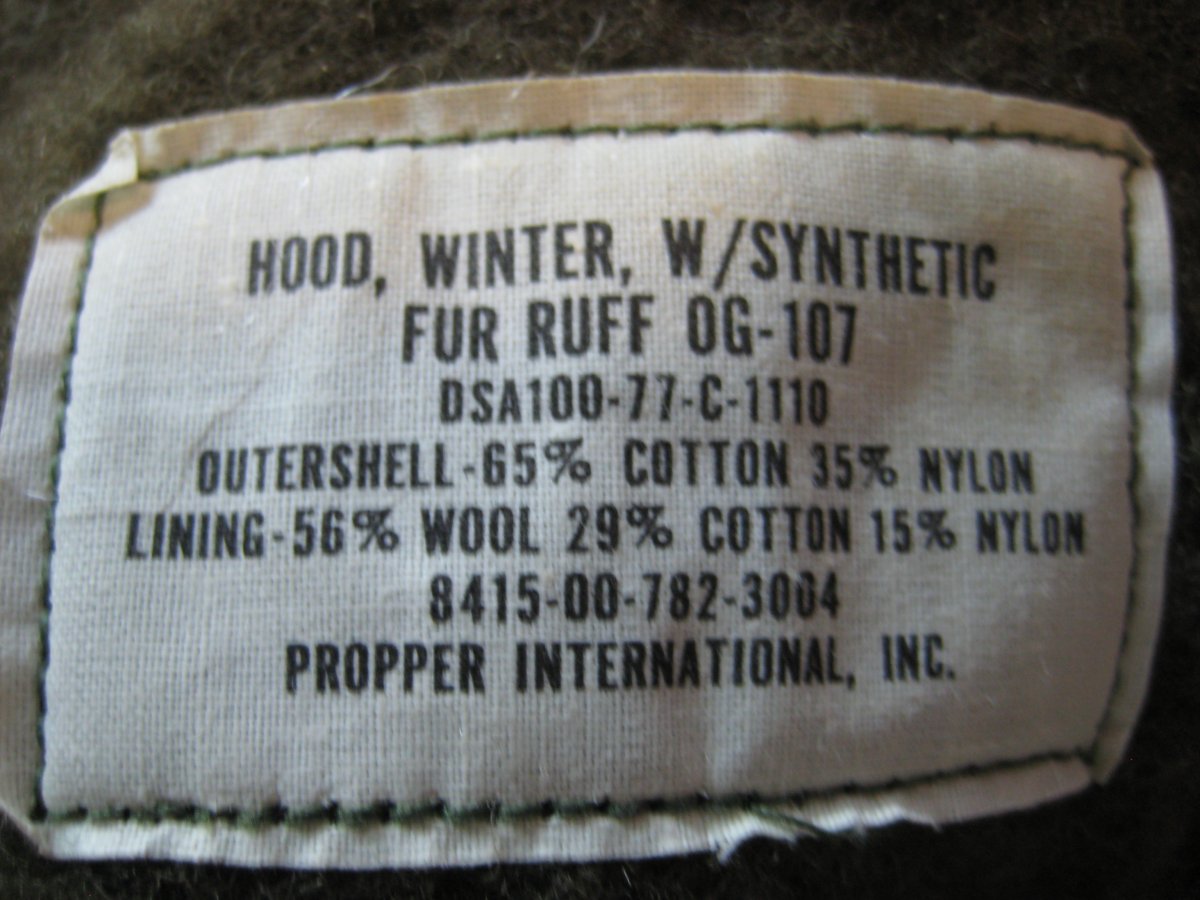 HOOD, WINTER, W/SYNTHETIC
FUR RUFF OG-107
DSA100-77-C-1110
OUTERSHELL-65% COTTON 35% NYLON
LINING-56% WOOL 29% COTTON 15% NYLON
8415-00-782-3004
PROPPER INTERNATIONAL, INC.